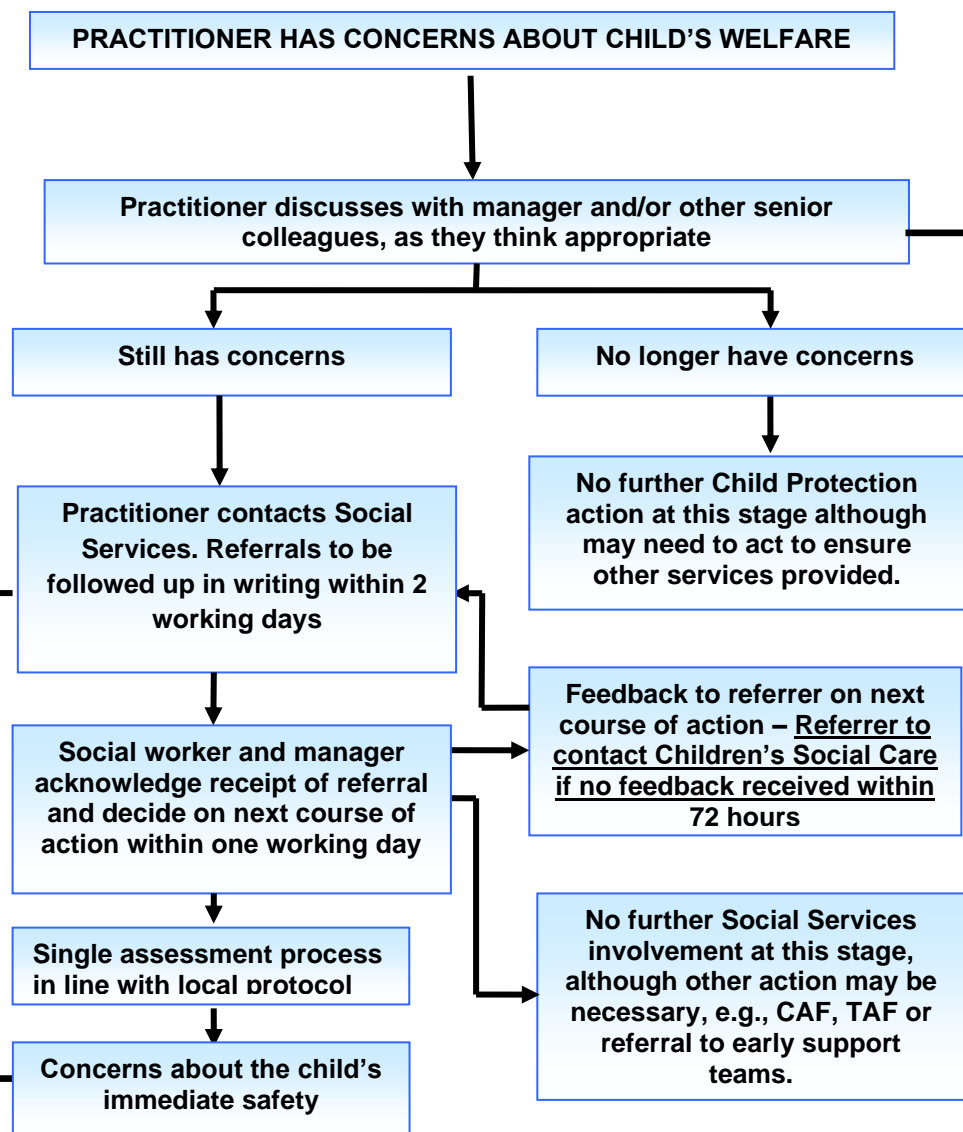 PRACTITIONER HAS CONCERNS ABOUT CHILD’S WELFARE
Practitioner discusses with manager and/or other senior
colleagues, as they think appropriate
Still has concerns
No longer have concerns
Practitioner contacts Social
Services. Referrals to be
followed up in writing within 2
working days
No further Child Protection
action at this stage although
may need to act to ensure
other services provided.
Feedback to referrer on next
course of action – Referrer to
contact Children’s Social Care
if no feedback received within
72 hours
Social worker and manager
acknowledge receipt of referral
and decide on next course of
action within one working day
No further Social Services
involvement at this stage,
although other action may be
necessary, e.g., CAF, TAF or
referral to early support
teams.
Single assessment process
in line with local protocol
Concerns about the child’s
immediate safety